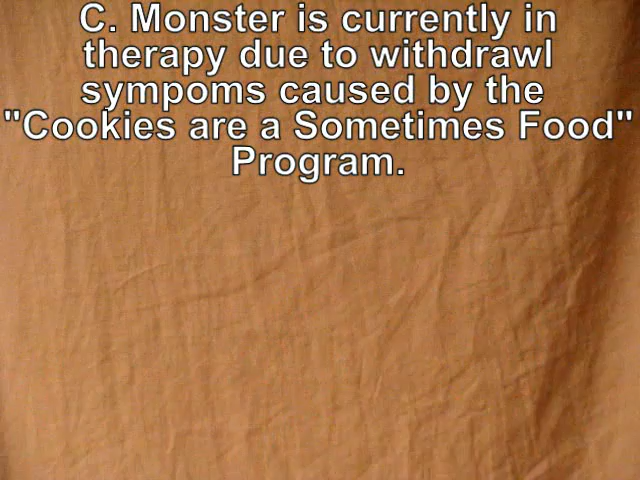 C. Monster is currently in
therapy due to withdrawl
sympoms caused by the
"Cookies are a Sometimes Food"
Program.